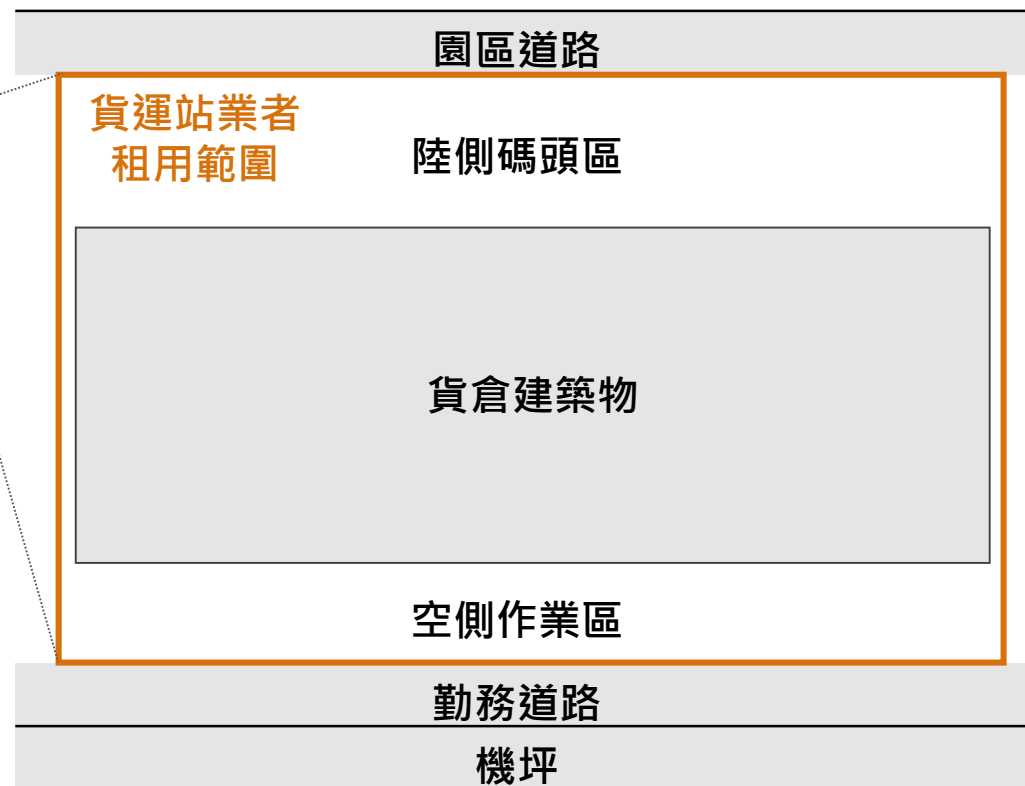 園區道路
貨運站業者
租用範圍
陸側碼頭區
貨倉建築物
空側作業區
勤務道路
機坪